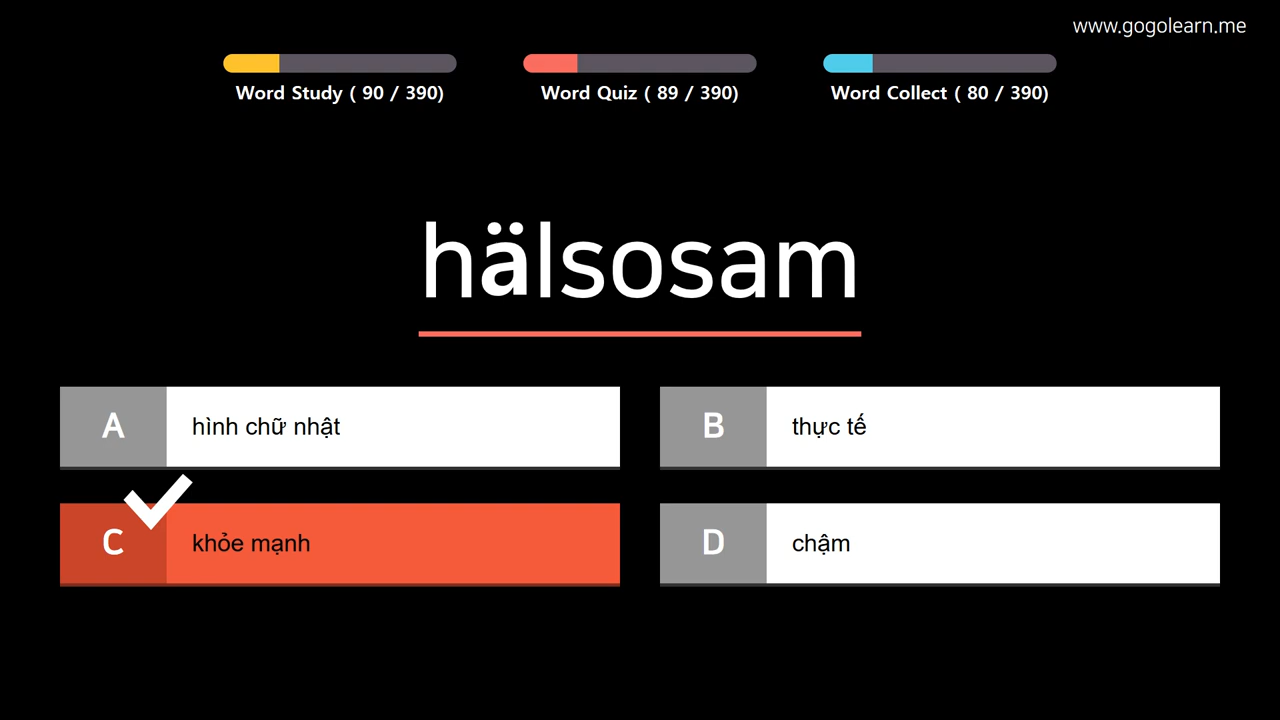 www.gogolearn.me
Word Study ( 90 / 390)
Word Quiz ( 89 / 390)
Word Collect ( 80 / 390)
hälsosam
A hình chữ nhật
B thực tế
C khỏe mạnh
D chậm